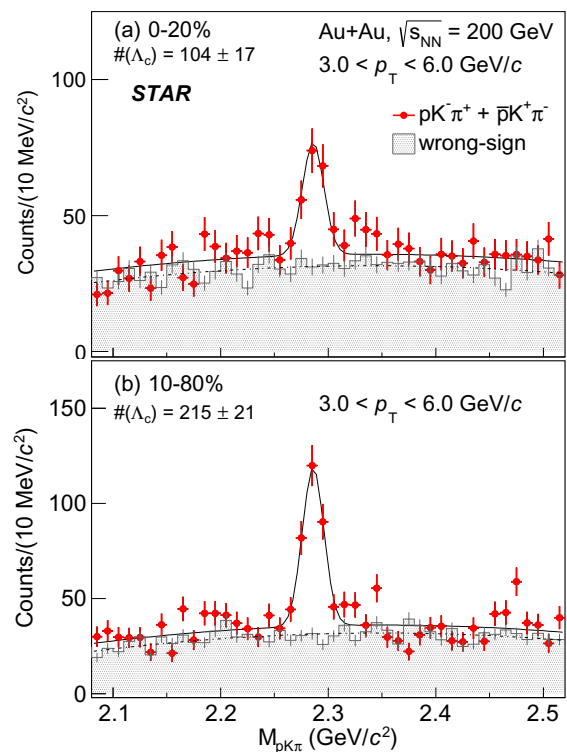 (a) 0-20%
#(Λc) = 104 ± 17
STAR
Au+Au, √sNN = 200 GeV
3.0 < pT < 6.0 GeV/c
pK⁻π⁺ + p̅K⁺π⁻
wrong-sign
Counts/(10 MeV/c²)
100
50
0
(b) 10-80%
#(Λc) = 215 ± 21
3.0 < pT < 6.0 GeV/c
Counts/(10 MeV/c²)
150
100
50
0
2.1 2.2 2.3 2.4 2.5
MpKπ (GeV/c²)